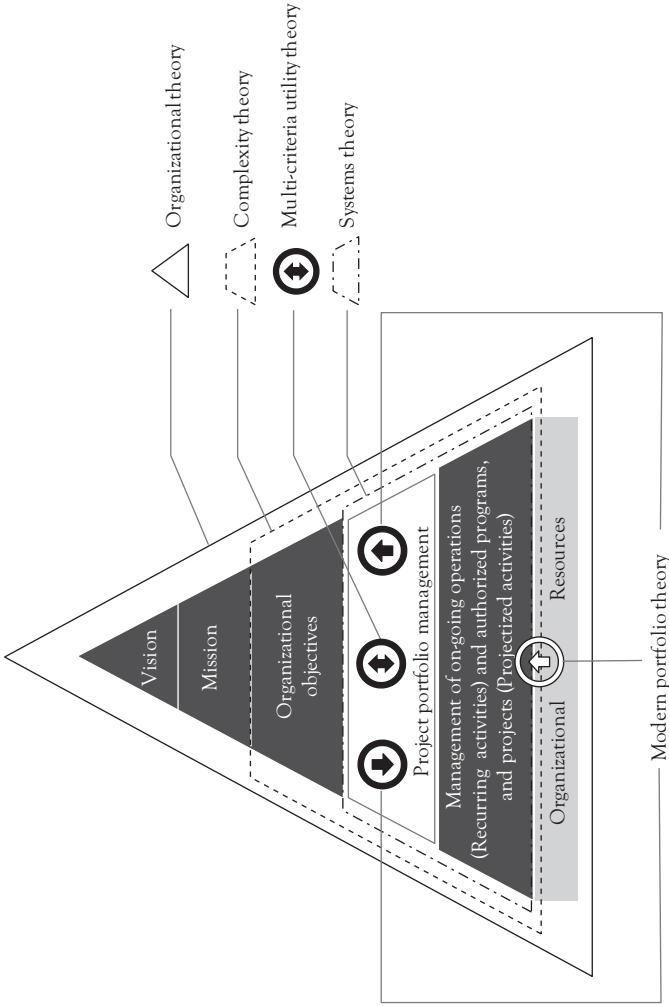 Organizational theory
Complexity theory
Multi-criteria utility theory
Systems theory
Vision
Mission
Organizational
objectives
Project portfolio management
Management of on-going operations
(Recurring activities) and authorized programs,
and projects (Projectized activities)
Organizational Resources
Modern portfolio theory